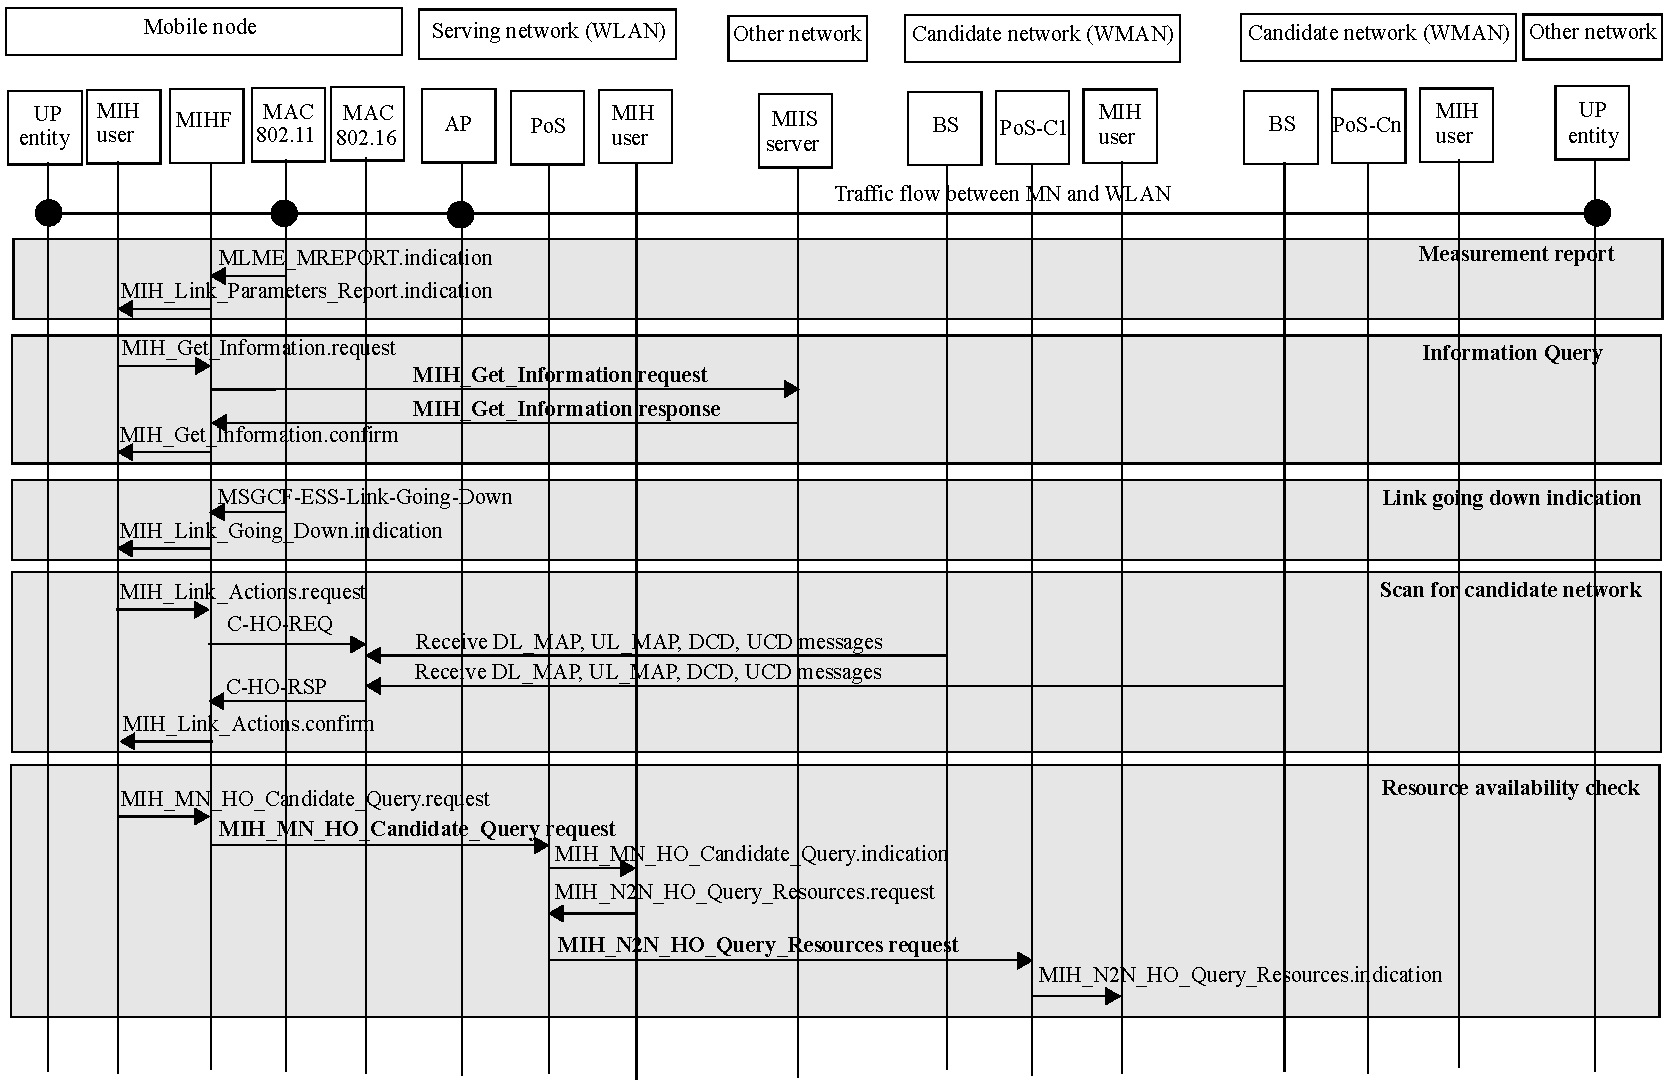 Mobile node
Serving network (WLAN)
Other network
Candidate network (WMAN)
Candidate network (WMAN)
Other network
UP
entity
MIH
user
MIHF
MAC
802.11
MAC
802.16
AP
PoS
MIH
user
MIIS
server
BS
PoS-C1
MIH
user
BS
PoS-Cn
MIH
user
UP
entity
Traffic flow between MN and WLAN
Measurement report
MLME_MREPORT.indication
MIH_Link_Parameters_Report.indication
Information Query
MIH_Get_Information.request
MIH_Get_Information request
MIH_Get_Information response
MIH_Get_Information.confirm
Link going down indication
MSGCF-ESS-Link-Going-Down
MIH_Link_Going_Down.indication
Scan for candidate network
MIH_Link_Actions.request
C-HO-REQ
Receive DL_MAP, UL_MAP, DCD, UCD messages
Receive DL_MAP, UL_MAP, DCD, UCD messages
C-HO-RSP
MIH_Link_Actions.confirm
Resource availability check
MIH_MN_HO_Candidate_Query.request
MIH_MN_HO_Candidate_Query request
MIH_MN_HO_Candidate_Query.indication
MIH_N2N_HO_Query_Resources.request
MIH_N2N_HO_Query_Resources request
MIH_N2N_HO_Query_Resources.indication